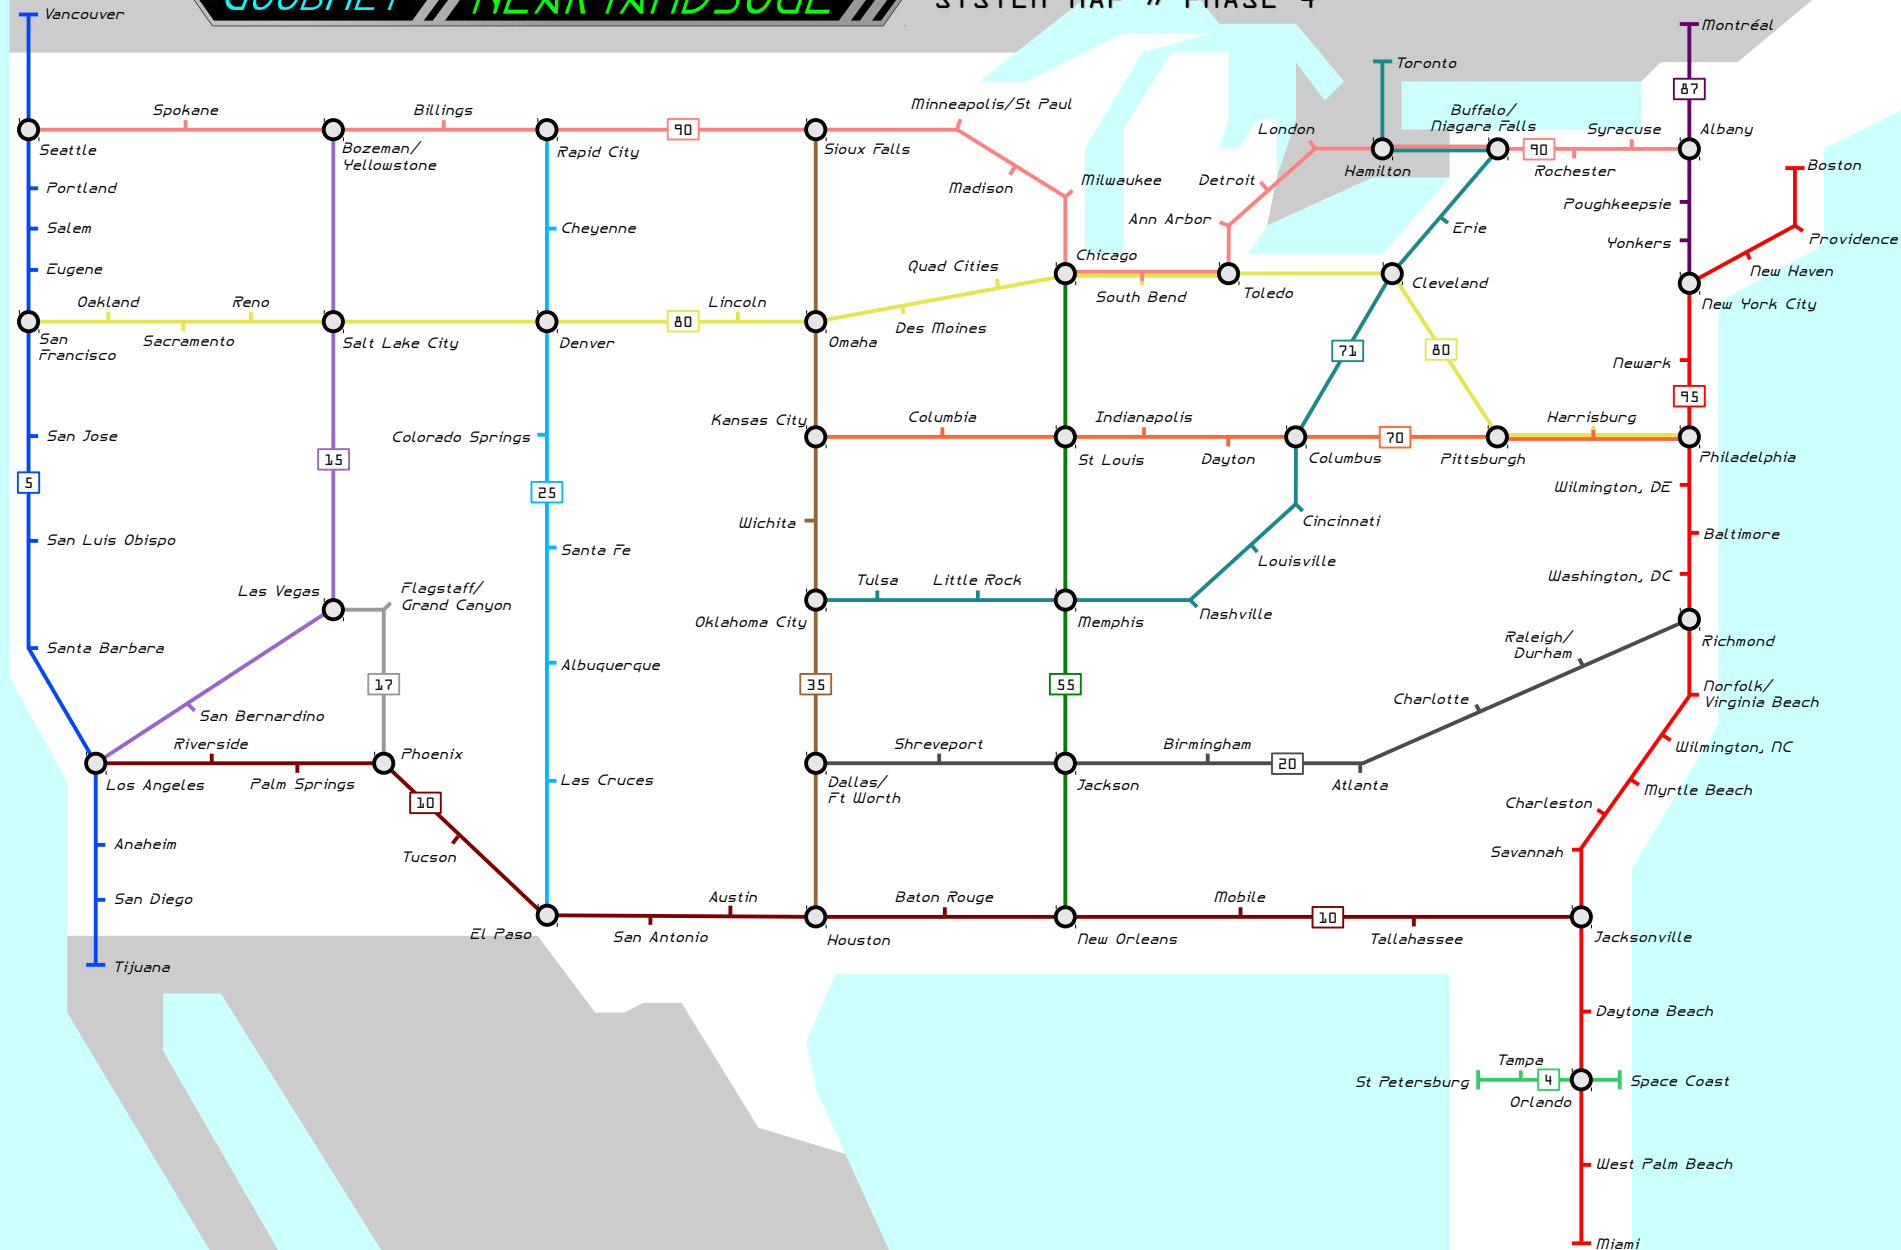 SYSTEM MAP // PHASE 4
Vancouver
Montréal
Toronto
87
Minneapolis/St Paul
Spokane
Billings
90
Buffalo/
Niagara Falls
London
Syracuse
Albany
Seattle
Bozeman/
Yellowstone
Rapid City
Sioux Falls
90
Hamilton
Rochester
Boston
Portland
Madison
Milwaukee
Detroit
Poughkeepsie
Salem
Cheyenne
Ann Arbor
Erie
Yonkers
Providence
Eugene
Quad Cities
Chicago
New Haven
Oakland
Reno
Lincoln
South Bend
Toledo
Cleveland
New York City
80
San
Francisco
Sacramento
Salt Lake City
Denver
Omaha
Des Moines
71
80
Newark
95
San Jose
Colorado Springs
Kansas City
Columbia
Indianapolis
70
Harrisburg
15
St Louis
Dayton
Columbus
Pittsburgh
Philadelphia
5
25
Wilmington, DE
Wichita
Cincinnati
Baltimore
San Luis Obispo
Santa Fe
Louisville
Washington, DC
Las Vegas
Flagstaff/
Grand Canyon
Tulsa
Little Rock
Oklahoma City
Memphis
Nashville
Santa Barbara
Albuquerque
Raleigh/
Durham
Richmond
17
35
55
Charlotte
Norfolk/
Virginia Beach
San Bernardino
Riverside
Phoenix
Shreveport
Birmingham
20
Wilmington, NC
Los Angeles
Palm Springs
Las Cruces
Dallas/
Ft Worth
Jackson
Atlanta
Myrtle Beach
10
Charleston
Anaheim
Tucson
Savannah
San Diego
Austin
Baton Rouge
Mobile
10
El Paso
San Antonio
Houston
New Orleans
Tallahassee
Jacksonville
Tijuana
Daytona Beach
Tampa
St Petersburg
4
Space Coast
Orlando
West Palm Beach
Miami